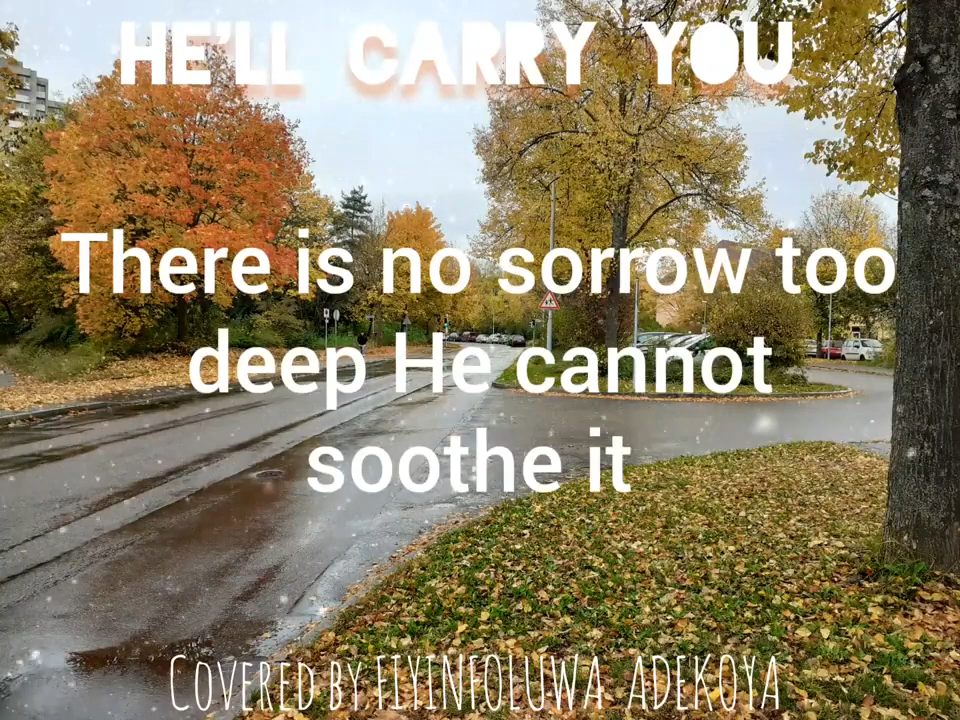 HE'LL CARRY YOU
There is no sorrow too
deep He cannot
soothe it
COVERED BY FIYINFOLUWA ADEKOYA